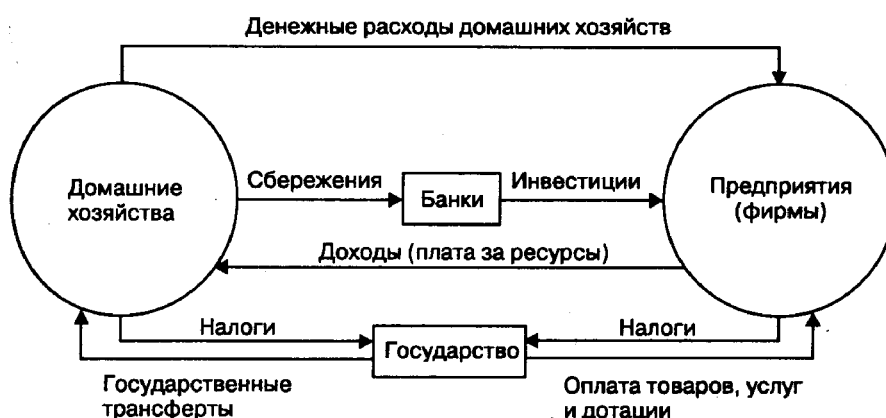 Денежные расходы домашних хозяйств
Домашние
хозяйства
Сбережения
Банки
Инвестиции
Предприятия
(фирмы)
Доходы (плата за ресурсы)
Налоги
Государство
Налоги
Государственные
трансферты
Оплата товаров, услуг
и дотации